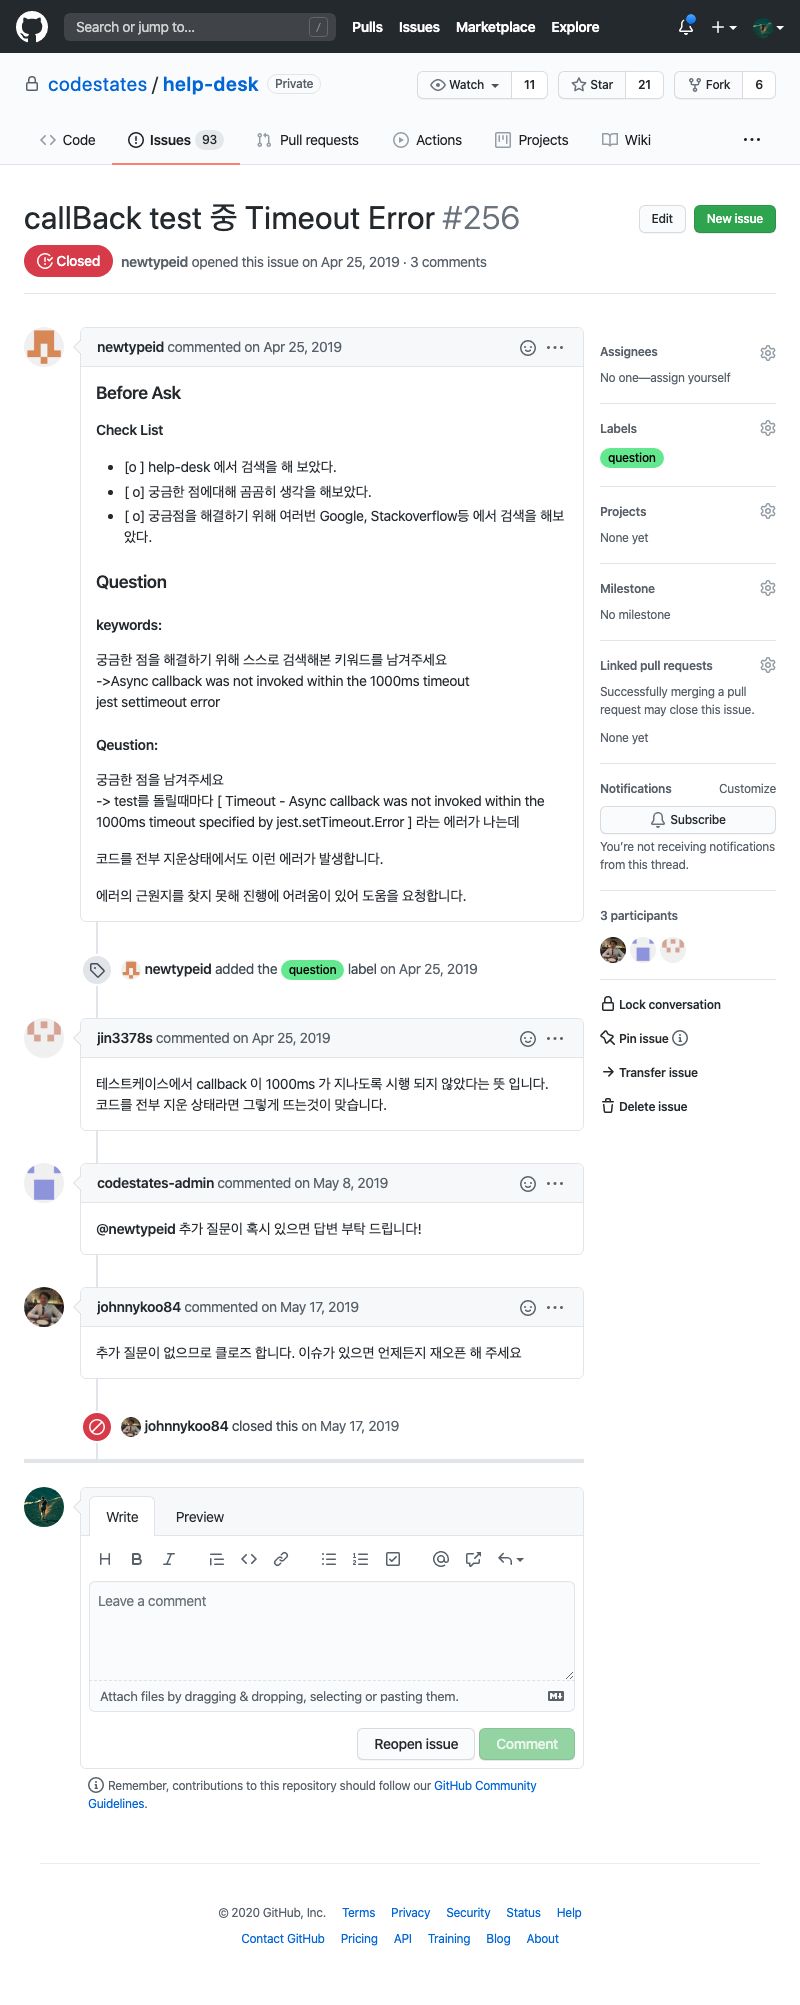 Search or jump to... /
Pulls Issues Marketplace Explore
codestates / help-desk Private
Watch 11 Star 21 Fork 6
Code Issues 93 Pull requests Actions Projects Wiki
callBack test 중 Timeout Error #256
Edit New issue
Closed newtypeid opened this issue on Apr 25, 2019 · 3 comments
newtypeid commented on Apr 25, 2019
Before Ask
Check List
[o ] help-desk 에서 검색을 해 보았다.
[ o] 궁금한 점에대해 곰곰히 생각을 해보았다.
[ o] 궁금점을 해결하기 위해 여러번 Google, Stackoverflow등 에서 검색을 해보
았다.
Question
keywords:
궁금한 점을 해결하기 위해 스스로 검색해본 키워드를 남겨주세요
->Async callback was not invoked within the 1000ms timeout
jest settimeout error
Qeustion:
궁금한 점을 남겨주세요
-> test를 돌릴때마다 [ Timeout - Async callback was not invoked within the
1000ms timeout specified by jest.setTimeout.Error ] 라는 에러가 나는데
코드를 전부 지운상태에서도 이런 에러가 발생합니다.
에러의 근원지를 찾지 못해 진행에 어려움이 있어 도움을 요청합니다.
newtypeid added the question label on Apr 25, 2019
jin3378s commented on Apr 25, 2019
테스트케이스에서 callback 이 1000ms 가 지나도록 시행 되지 않았다는 뜻 입니다.
코드를 전부 지운 상태라면 그렇게 뜨는것이 맞습니다.
codestates-admin commented on May 8, 2019
@newtypeid 추가 질문이 혹시 있으면 답변 부탁 드립니다!
johnnykoo84 commented on May 17, 2019
추가 질문이 없으므로 클로즈 합니다. 이슈가 있으면 언제든지 재오픈 해 주세요
johnnykoo84 closed this on May 17, 2019
Assignees
No one—assign yourself
Labels
question
Projects
None yet
Milestone
No milestone
Linked pull requests
Successfully merging a pull
request may close this issue.
None yet
Notifications Customize
Subscribe
You're not receiving notifications
from this thread.
3 participants
Lock conversation
Pin issue
Transfer issue
Delete issue
Write Preview
Leave a comment
Attach files by dragging & dropping, selecting or pasting them.
Reopen issue Comment
Remember, contributions to this repository should follow our GitHub Community
Guidelines.
© 2020 GitHub, Inc. Terms Privacy Security Status Help
Contact GitHub Pricing API Training Blog About